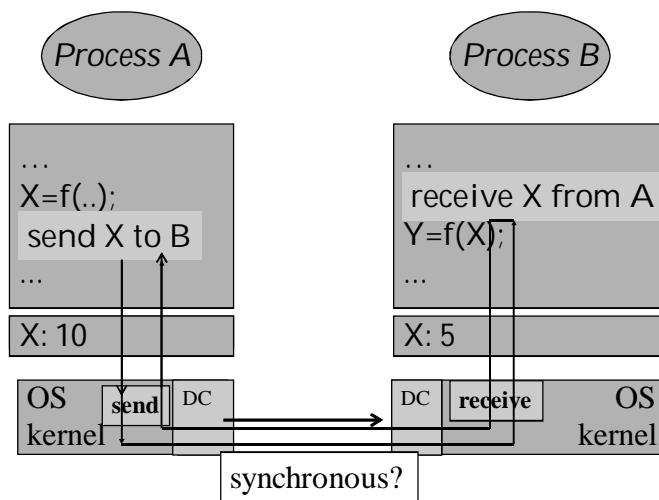 Process A
Process B
...
X=f(..);
send X to B
...
X: 10
...
receive X from A
Y=f(X);
...
X: 5
OS
kernel
send
DC
DC
receive
OS
kernel
synchronous?